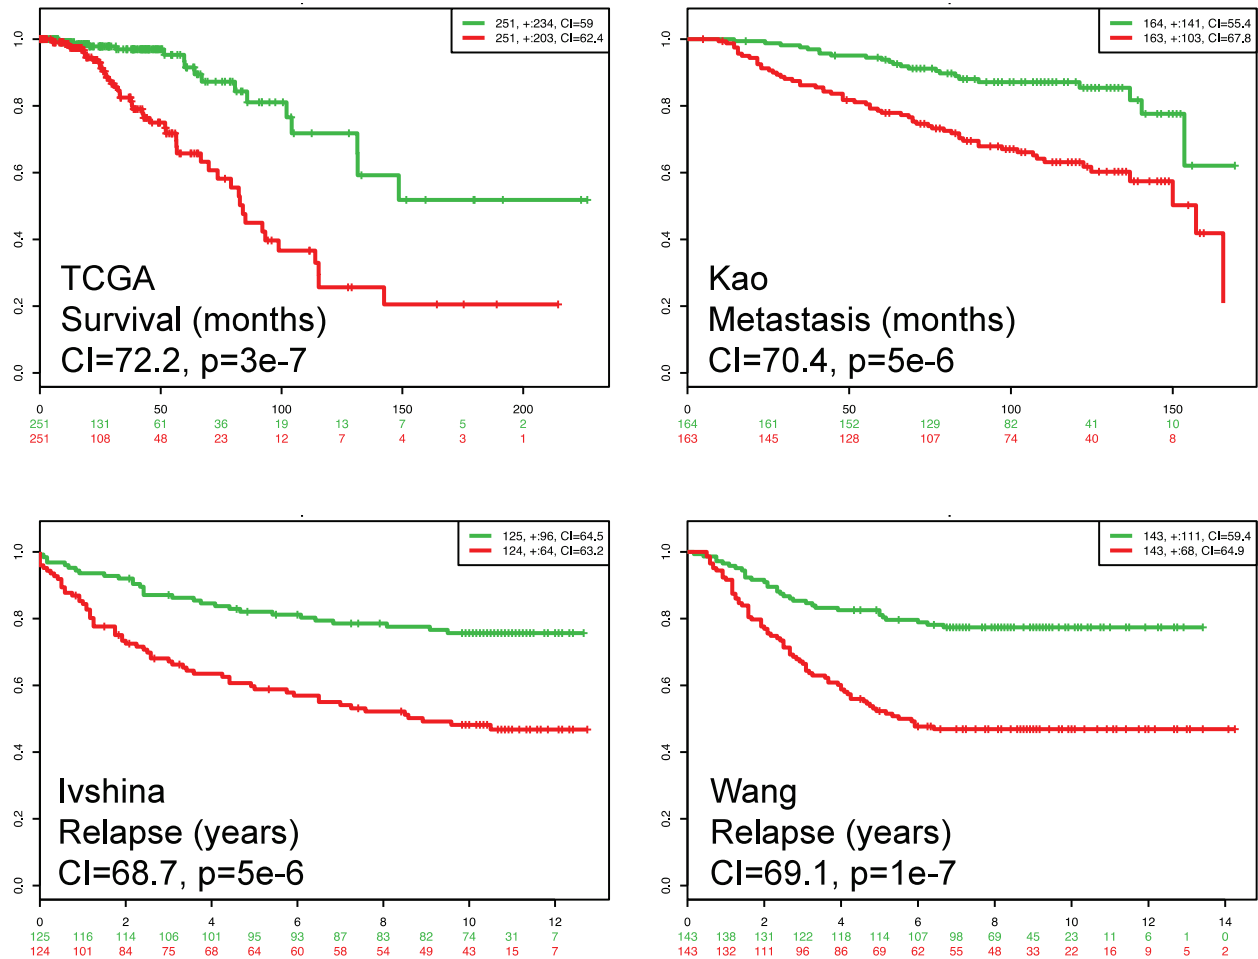 251, +:234, CI=59
251, +:203, CI=62.4
1.0
0.8
0.6
0.4
0.2
0.0
TCGA
Survival (months)
CI=72.2, p=3e-7
0 50 100 150 200
251 131 61 36 19 13 7 5 2
251 108 48 23 12 7 4 3 1
164, +:141, CI=55.4
163, +:103, CI=67.8
1.0
0.8
0.6
0.4
0.2
0.0
Kao
Metastasis (months)
CI=70.4, p=5e-6
0 50 100 150
164 161 152 129 82 41 10
163 145 128 107 74 40 8
125, +:96, CI=64.5
124, +:64, CI=63.2
1.0
0.8
0.6
0.4
0.2
0.0
Ivshina
Relapse (years)
CI=68.7, p=5e-6
0 2 4 6 8 10 12
125 116 114 106 101 95 93 87 83 82 74 31 7
124 101 84 75 68 64 60 58 54 49 43 15 7
143, +:111, CI=59.4
143, +:68, CI=64.9
1.0
0.8
0.6
0.4
0.2
0.0
Wang
Relapse (years)
CI=69.1, p=1e-7
0 2 4 6 8 10 12 14
143 138 131 122 118 114 107 98 69 45 23 11 6 1 0
143 132 111 96 86 69 62 55 48 33 22 16 9 5 2